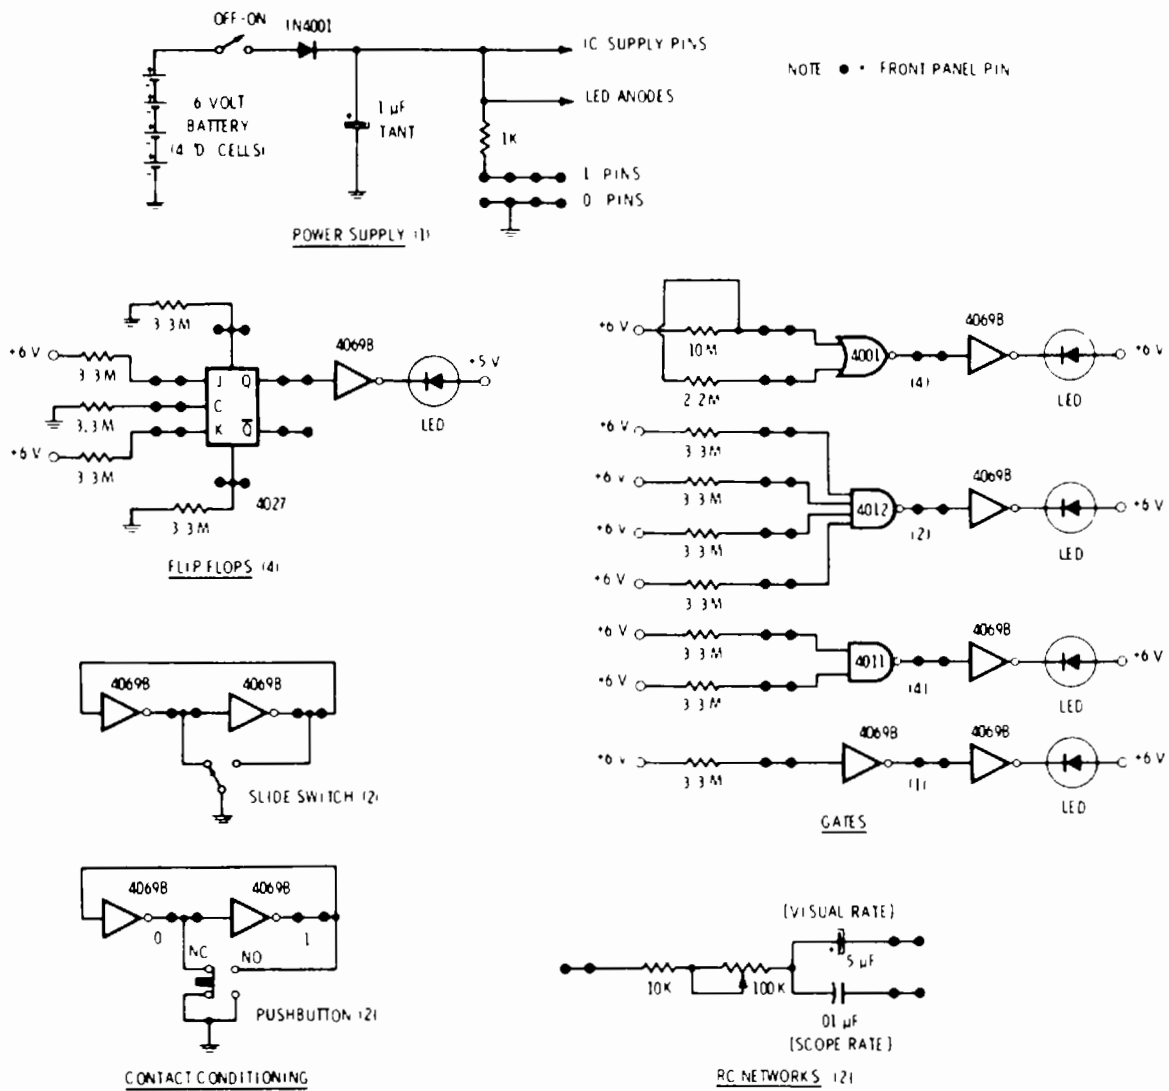 OFF-ON
1N4001
IC SUPPLY PINS
NOTE ● • FRONT PANEL PIN
LED ANODES
6 VOLT
BATTERY
(4 'D CELLS)
1 µF
TANT
1K
1 PINS
0 PINS
POWER SUPPLY (1)
3 3M
+6 V
3 3M
J Q
C
K Q̅
3.3M
+6 V
3 3M
3 3M
4027
4069B
+5 V
LED
FLIP FLOPS (4)
+6 V
10 M
2.2M
4001
(4)
4069B
LED
+6 V
+6 V
3 3M
+6 V
3 3M
+6 V
3 3M
+6 V
3 3M
4012
(2)
4069B
LED
+6 V
+6 V
3 3M
+6 V
3 3M
4011
(4)
4069B
LED
+6 V
+6 V
3 3M
4069B
(1)
4069B
LED
+6 V
GATES
4069B
4069B
SLIDE SWITCH (2)
4069B
4069B
0
1
NC
NO
PUSHBUTTON (2)
CONTACT CONDITIONING
(VISUAL RATE)
+
5 µF
10K
100K
01 µF
(SCOPE RATE)
RC NETWORKS (2)